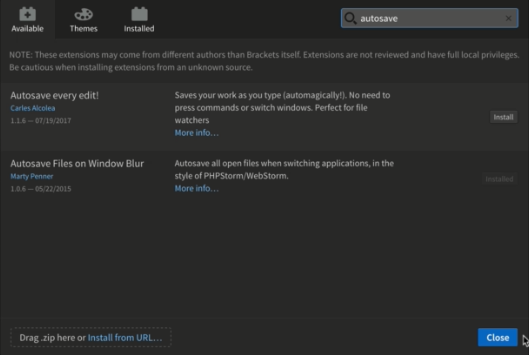 Available
Themes
Installed
autosave
NOTE: These extensions may come from different authors than Brackets itself. Extensions are not reviewed and have full local privileges.
Be cautious when installing extensions from an unknown source.
Autosave every edit!
Carles Alcolea
1.1.6 — 07/19/2017
Saves your work as you type (automagically!). No need to
press commands or switch windows. Perfect for file
watchers
More info…
Install
Autosave Files on Window Blur
Marty Penner
1.0.6 — 05/22/2015
Autosave all open files when switching applications, in the
style of PHPStorm/WebStorm.
More info…
Installed
Drag .zip here or Install from URL…
Close